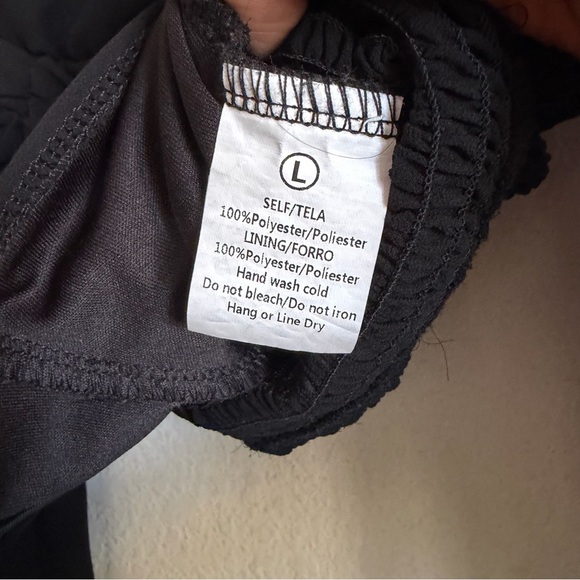 L
SELF/TELA
100%Polyester/Poliester
LINING/FORRO
100%Polyester/Poliester
Hand wash cold
Do not bleach/Do not iron
Hang or Line Dry